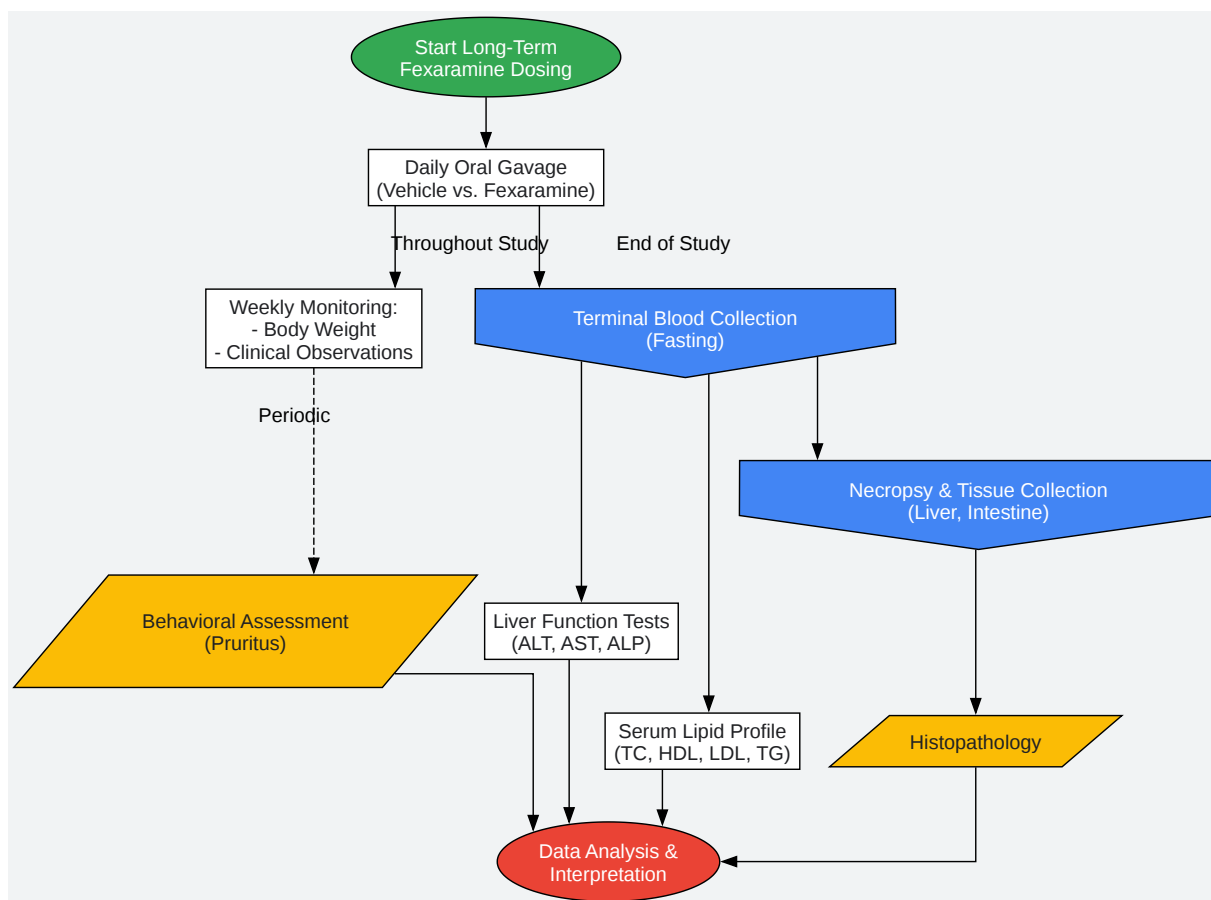 Start Long-Term
Fexaramine Dosing
Daily Oral Gavage
(Vehicle vs. Fexaramine)
Throughout Study
End of Study
Weekly Monitoring:
- Body Weight
- Clinical Observations
Terminal Blood Collection
(Fasting)
Periodic
Necropsy & Tissue Collection
(Liver, Intestine)
Behavioral Assessment
(Pruritus)
Liver Function Tests
(ALT, AST, ALP)
Serum Lipid Profile
(TC, HDL, LDL, TG)
Histopathology
Data Analysis &
Interpretation